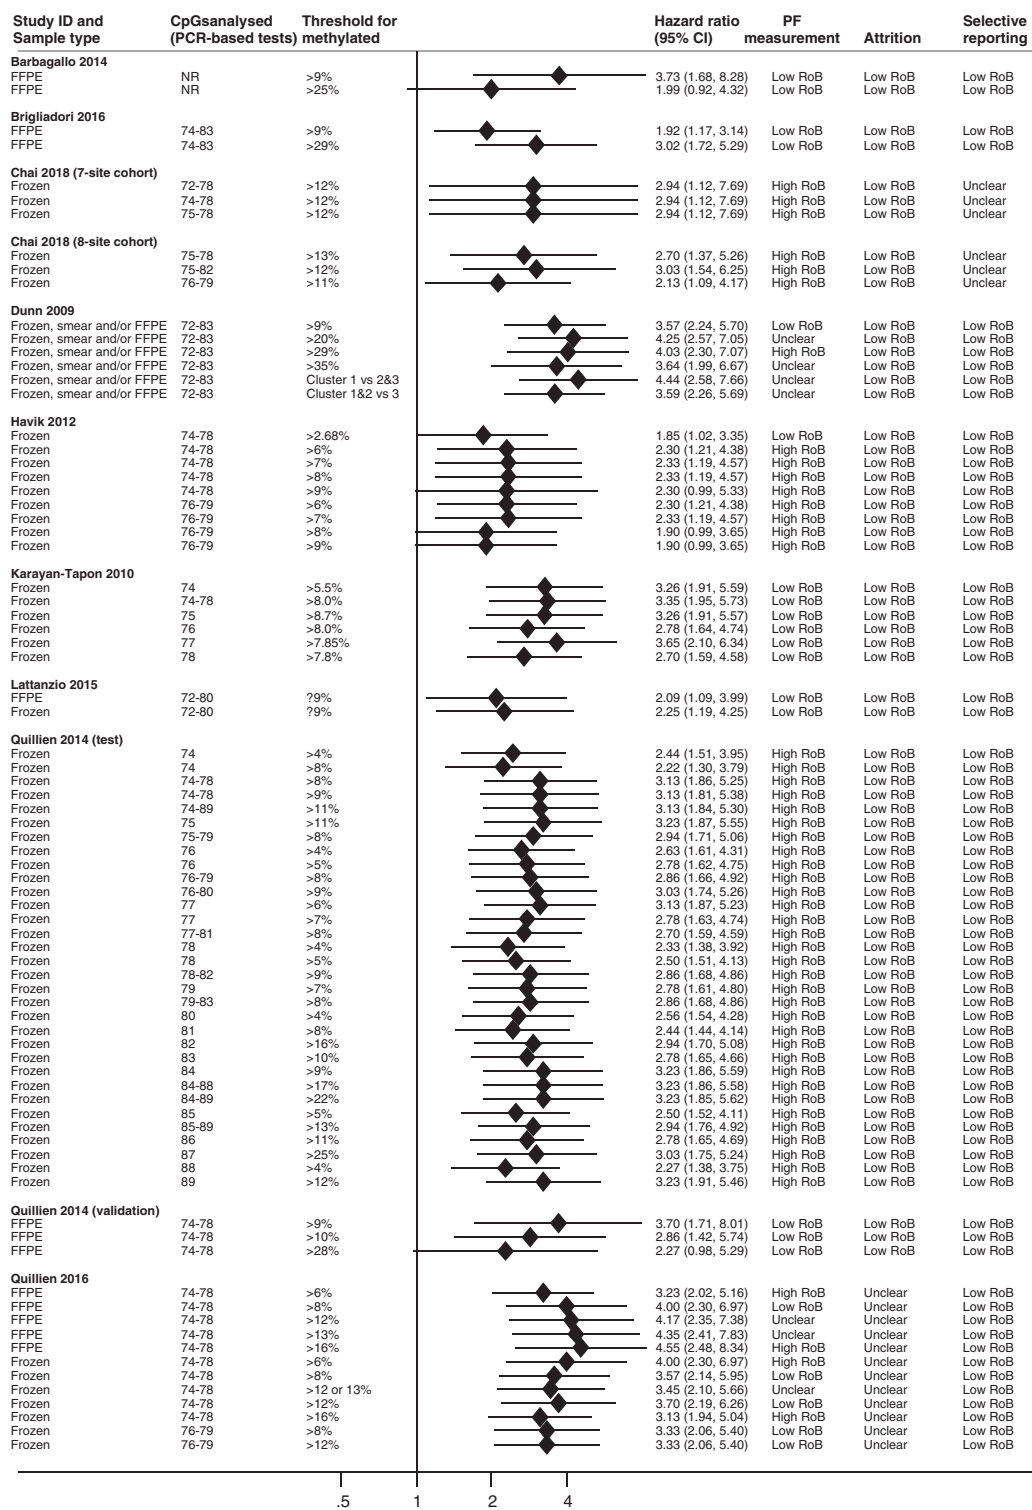 Study ID and CpGsanalysed Threshold for Hazard ratio PF Selective
Sample type (PCR-based tests) methylated (95% CI) measurement Attrition reporting
Barbagallo 2014
FFPE NR >9% 3.73 (1.68, 8.28) Low RoB Low RoB Low RoB
FFPE NR >25% 1.99 (0.92, 4.32) Low RoB Low RoB Low RoB
Brigliadori 2016
FFPE 74-83 >9% 1.92 (1.17, 3.14) Low RoB Low RoB Low RoB
FFPE 74-83 >29% 3.02 (1.72, 5.29) Low RoB Low RoB Low RoB
Chai 2018 (7-site cohort)
Frozen 72-78 >12% 2.94 (1.12, 7.69) High RoB Low RoB Unclear
Frozen 74-78 >12% 2.94 (1.12, 7.69) High RoB Low RoB Unclear
Frozen 75-78 >12% 2.94 (1.12, 7.69) High RoB Low RoB Unclear
Chai 2018 (8-site cohort)
Frozen 75-78 >13% 2.70 (1.37, 5.26) High RoB Low RoB Unclear
Frozen 75-82 >12% 3.03 (1.54, 6.25) High RoB Low RoB Unclear
Frozen 76-79 >11% 2.13 (1.09, 4.17) High RoB Low RoB Unclear
Dunn 2009
Frozen, smear and/or FFPE 72-83 >9% 3.57 (2.24, 5.70) Low RoB Low RoB Low RoB
Frozen, smear and/or FFPE 72-83 >20% 4.25 (2.57, 7.05) Unclear Low RoB Low RoB
Frozen, smear and/or FFPE 72-83 >29% 4.03 (2.30, 7.07) High RoB Low RoB Low RoB
Frozen, smear and/or FFPE 72-83 >35% 3.64 (1.99, 6.67) Unclear Low RoB Low RoB
Frozen, smear and/or FFPE 72-83 Cluster 1 vs 2&3 4.44 (2.58, 7.66) Unclear Low RoB Low RoB
Frozen, smear and/or FFPE 72-83 Cluster 1&2 vs 3 3.59 (2.26, 5.69) Unclear Low RoB Low RoB
Havik 2012
Frozen 74-78 >2.68% 1.85 (1.02, 3.35) Low RoB Low RoB Low RoB
Frozen 74-78 >6% 2.30 (1.21, 4.38) High RoB Low RoB Low RoB
Frozen 74-78 >7% 2.33 (1.19, 4.57) High RoB Low RoB Low RoB
Frozen 74-78 >8% 2.33 (1.19, 4.57) High RoB Low RoB Low RoB
Frozen 74-78 >9% 2.30 (0.99, 5.33) High RoB Low RoB Low RoB
Frozen 76-79 >6% 2.30 (1.21, 4.38) High RoB Low RoB Low RoB
Frozen 76-79 >7% 2.33 (1.19, 4.57) High RoB Low RoB Low RoB
Frozen 76-79 >8% 1.90 (0.99, 3.65) High RoB Low RoB Low RoB
Frozen 76-79 >9% 1.90 (0.99, 3.65) High RoB Low RoB Low RoB
Karayan-Tapon 2010
Frozen 74 >5.5% 3.26 (1.91, 5.59) Low RoB Low RoB Low RoB
Frozen 74-78 >8.0% 3.35 (1.95, 5.73) Low RoB Low RoB Low RoB
Frozen 75 >8.7% 3.26 (1.91, 5.57) Low RoB Low RoB Low RoB
Frozen 76 >8.0% 2.78 (1.64, 4.74) Low RoB Low RoB Low RoB
Frozen 77 >7.85% 3.65 (2.10, 6.34) Low RoB Low RoB Low RoB
Frozen 78 >7.8% 2.70 (1.59, 4.58) Low RoB Low RoB Low RoB
Lattanzio 2015
FFPE 72-80 ?9% 2.09 (1.09, 3.99) Low RoB Low RoB Low RoB
Frozen 72-80 ?9% 2.25 (1.19, 4.25) Low RoB Low RoB Low RoB
Quillien 2014 (test)
Frozen 74 >4% 2.44 (1.51, 3.95) High RoB Low RoB Low RoB
Frozen 74 >8% 2.22 (1.30, 3.79) High RoB Low RoB Low RoB
Frozen 74-78 >8% 3.13 (1.86, 5.25) High RoB Low RoB Low RoB
Frozen 74-78 >9% 3.13 (1.81, 5.38) High RoB Low RoB Low RoB
Frozen 74-89 >11% 3.13 (1.84, 5.30) High RoB Low RoB Low RoB
Frozen 75 >11% 3.23 (1.87, 5.55) High RoB Low RoB Low RoB
Frozen 75-79 >8% 2.94 (1.71, 5.06) High RoB Low RoB Low RoB
Frozen 76 >4% 2.63 (1.61, 4.31) High RoB Low RoB Low RoB
Frozen 76 >5% 2.78 (1.62, 4.75) High RoB Low RoB Low RoB
Frozen 76-79 >8% 2.86 (1.66, 4.92) High RoB Low RoB Low RoB
Frozen 76-80 >9% 3.03 (1.74, 5.26) High RoB Low RoB Low RoB
Frozen 77 >6% 3.13 (1.87, 5.23) High RoB Low RoB Low RoB
Frozen 77 >7% 2.78 (1.63, 4.74) High RoB Low RoB Low RoB
Frozen 77-81 >8% 2.70 (1.59, 4.59) High RoB Low RoB Low RoB
Frozen 78 >4% 2.33 (1.38, 3.92) High RoB Low RoB Low RoB
Frozen 78 >5% 2.50 (1.51, 4.13) High RoB Low RoB Low RoB
Frozen 78-82 >9% 2.86 (1.68, 4.86) High RoB Low RoB Low RoB
Frozen 79 >7% 2.78 (1.61, 4.80) High RoB Low RoB Low RoB
Frozen 79-83 >8% 2.86 (1.68, 4.86) High RoB Low RoB Low RoB
Frozen 80 >4% 2.56 (1.54, 4.28) High RoB Low RoB Low RoB
Frozen 81 >8% 2.44 (1.44, 4.14) High RoB Low RoB Low RoB
Frozen 82 >16% 2.94 (1.70, 5.08) High RoB Low RoB Low RoB
Frozen 83 >10% 2.78 (1.65, 4.66) High RoB Low RoB Low RoB
Frozen 84 >9% 3.23 (1.86, 5.59) High RoB Low RoB Low RoB
Frozen 84-88 >17% 3.23 (1.86, 5.58) High RoB Low RoB Low RoB
Frozen 84-89 >22% 3.23 (1.85, 5.62) High RoB Low RoB Low RoB
Frozen 85 >5% 2.50 (1.52, 4.11) High RoB Low RoB Low RoB
Frozen 85-89 >13% 2.94 (1.76, 4.92) High RoB Low RoB Low RoB
Frozen 86 >11% 2.78 (1.65, 4.69) High RoB Low RoB Low RoB
Frozen 87 >25% 3.03 (1.75, 5.24) High RoB Low RoB Low RoB
Frozen 88 >4% 2.27 (1.38, 3.75) High RoB Low RoB Low RoB
Frozen 89 >12% 3.23 (1.91, 5.46) High RoB Low RoB Low RoB
Quillien 2014 (validation)
FFPE 74-78 >9% 3.70 (1.71, 8.01) Low RoB Low RoB Low RoB
FFPE 74-78 >10% 2.86 (1.42, 5.74) Low RoB Low RoB Low RoB
FFPE 74-78 >28% 2.27 (0.98, 5.29) Low RoB Low RoB Low RoB
Quillien 2016
FFPE 74-78 >6% 3.23 (2.02, 5.16) High RoB Unclear Low RoB
FFPE 74-78 >8% 4.00 (2.30, 6.97) Low RoB Unclear Low RoB
FFPE 74-78 >12% 4.17 (2.35, 7.38) Unclear Unclear Low RoB
FFPE 74-78 >13% 4.35 (2.41, 7.83) Unclear Unclear Low RoB
FFPE 74-78 >16% 4.55 (2.48, 8.34) High RoB Unclear Low RoB
Frozen 74-78 >6% 4.00 (2.30, 6.97) High RoB Unclear Low RoB
Frozen 74-78 >8% 3.57 (2.14, 5.95) Low RoB Unclear Low RoB
Frozen 74-78 >12 or 13% 3.45 (2.10, 5.66) Unclear Unclear Low RoB
Frozen 74-78 >12% 3.70 (2.19, 6.26) Low RoB Unclear Low RoB
Frozen 74-78 >16% 3.13 (1.94, 5.04) High RoB Unclear Low RoB
Frozen 76-79 >8% 3.33 (2.06, 5.40) Low RoB Unclear Low RoB
Frozen 76-79 >12% 3.33 (2.06, 5.40) Low RoB Unclear Low RoB
.5 1 2 4